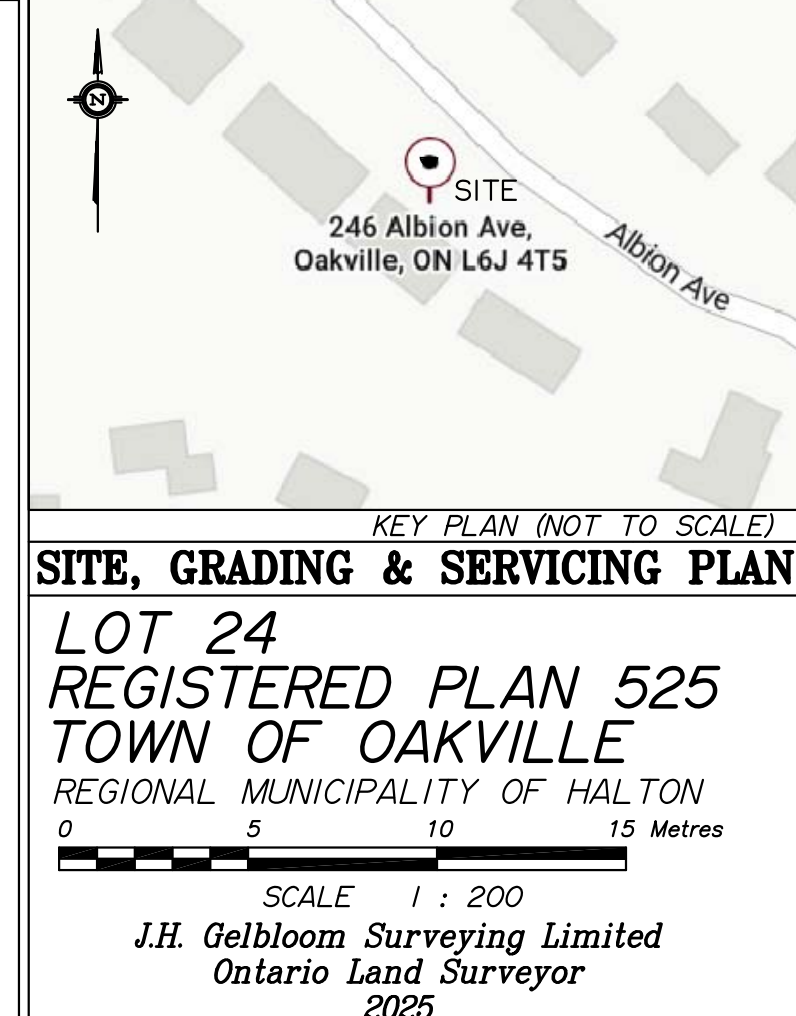 N
SITE
246 Albion Ave,
Oakville, ON L6J 4T5
Albion Ave
KEY PLAN (NOT TO SCALE)
SITE, GRADING & SERVICING PLAN
LOT 24
REGISTERED PLAN 525
TOWN OF OAKVILLE
REGIONAL MUNICIPALITY OF HALTON
0 5 10 15 Metres
SCALE 1 : 200
J.H. Gelbloom Surveying Limited
Ontario Land Surveyor
2025